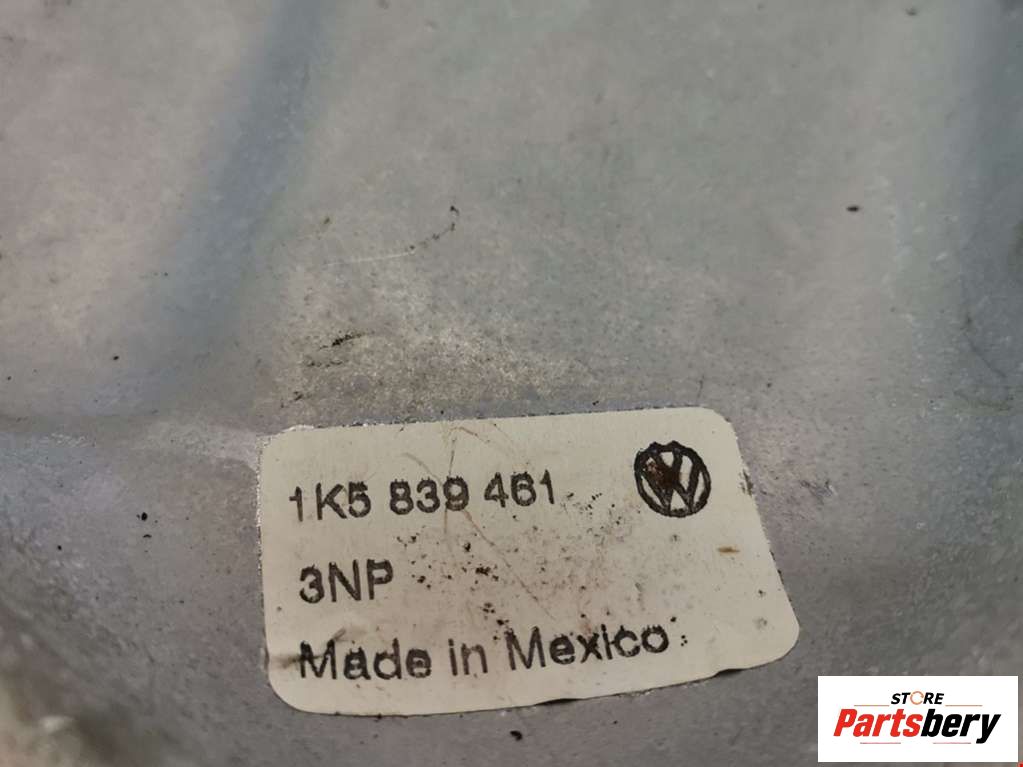 1K5 839 461
3NP
Made in Mexico
STORE
Partsbery